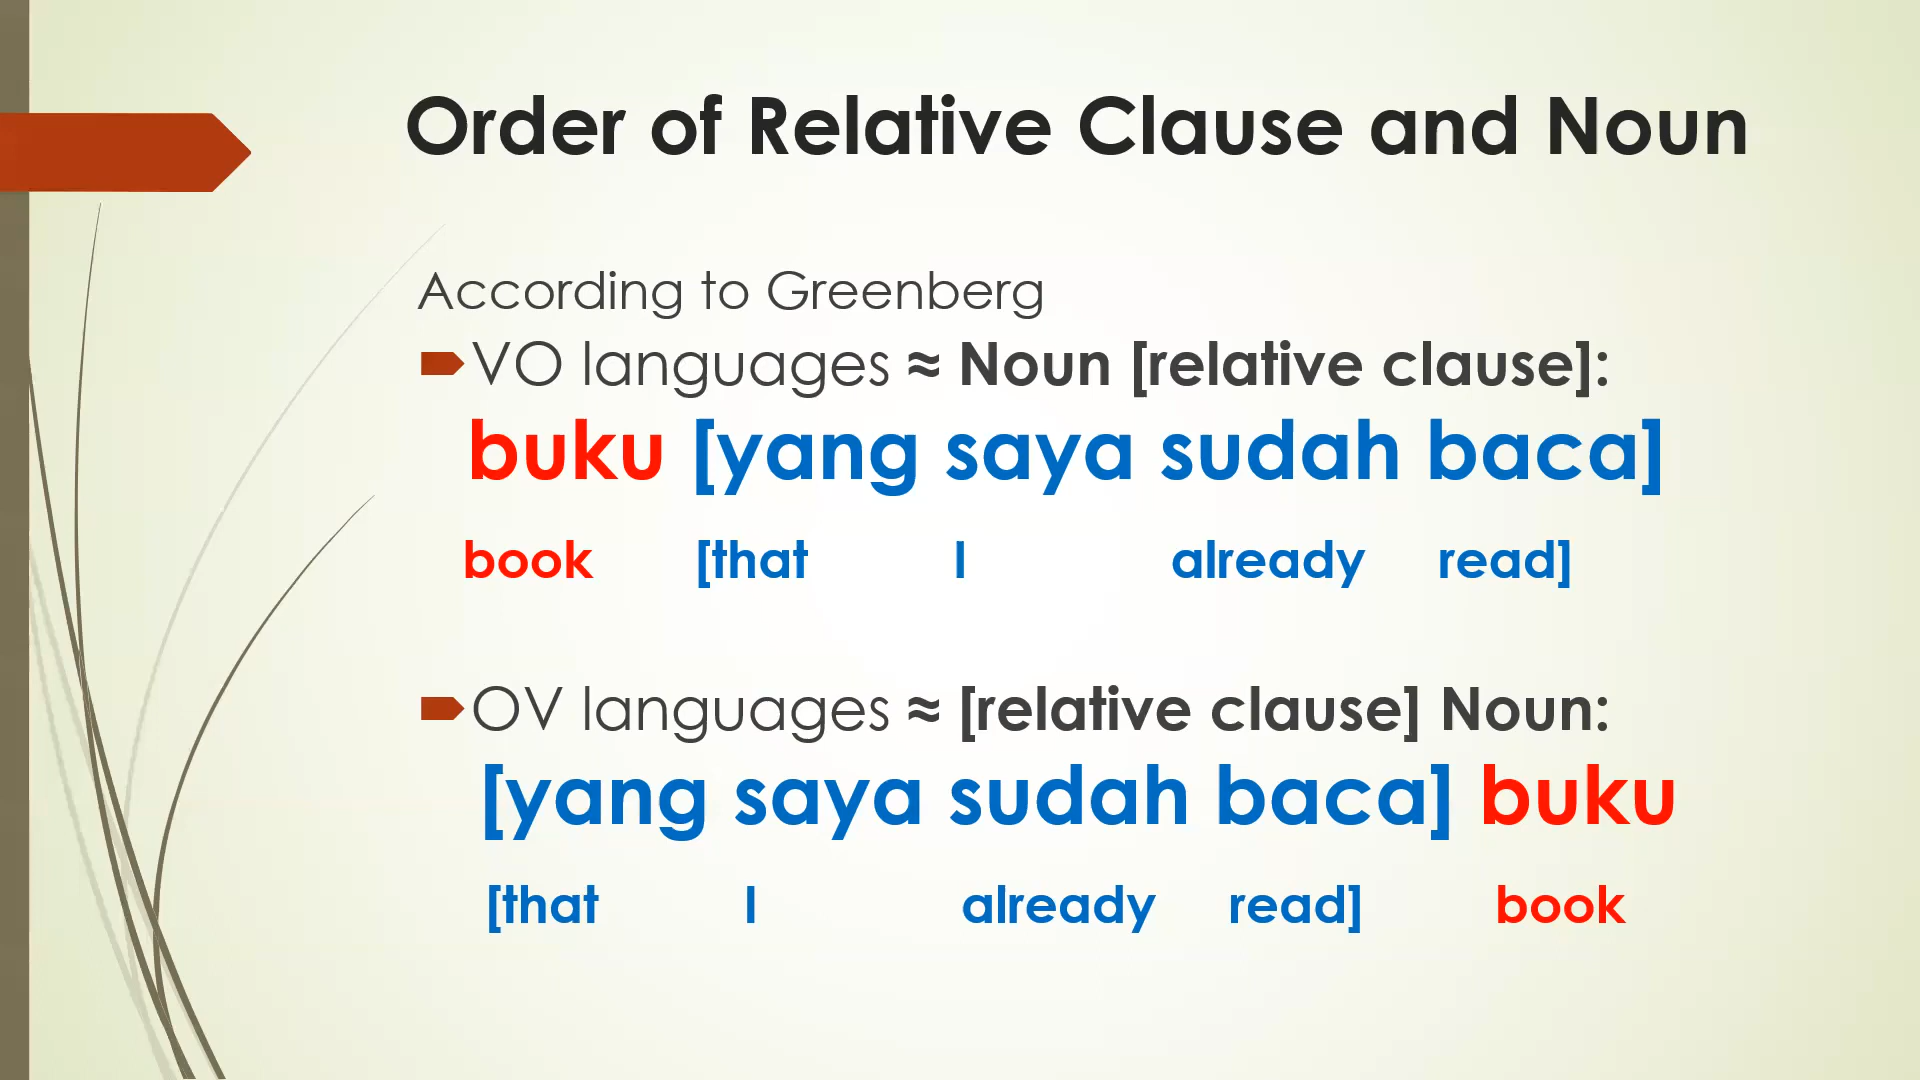 Order of Relative Clause and Noun
According to Greenberg
VO languages ≈ Noun [relative clause]:
buku [yang saya sudah baca]
book [that I already read]
OV languages ≈ [relative clause] Noun:
[yang saya sudah baca] buku
[that I already read] book